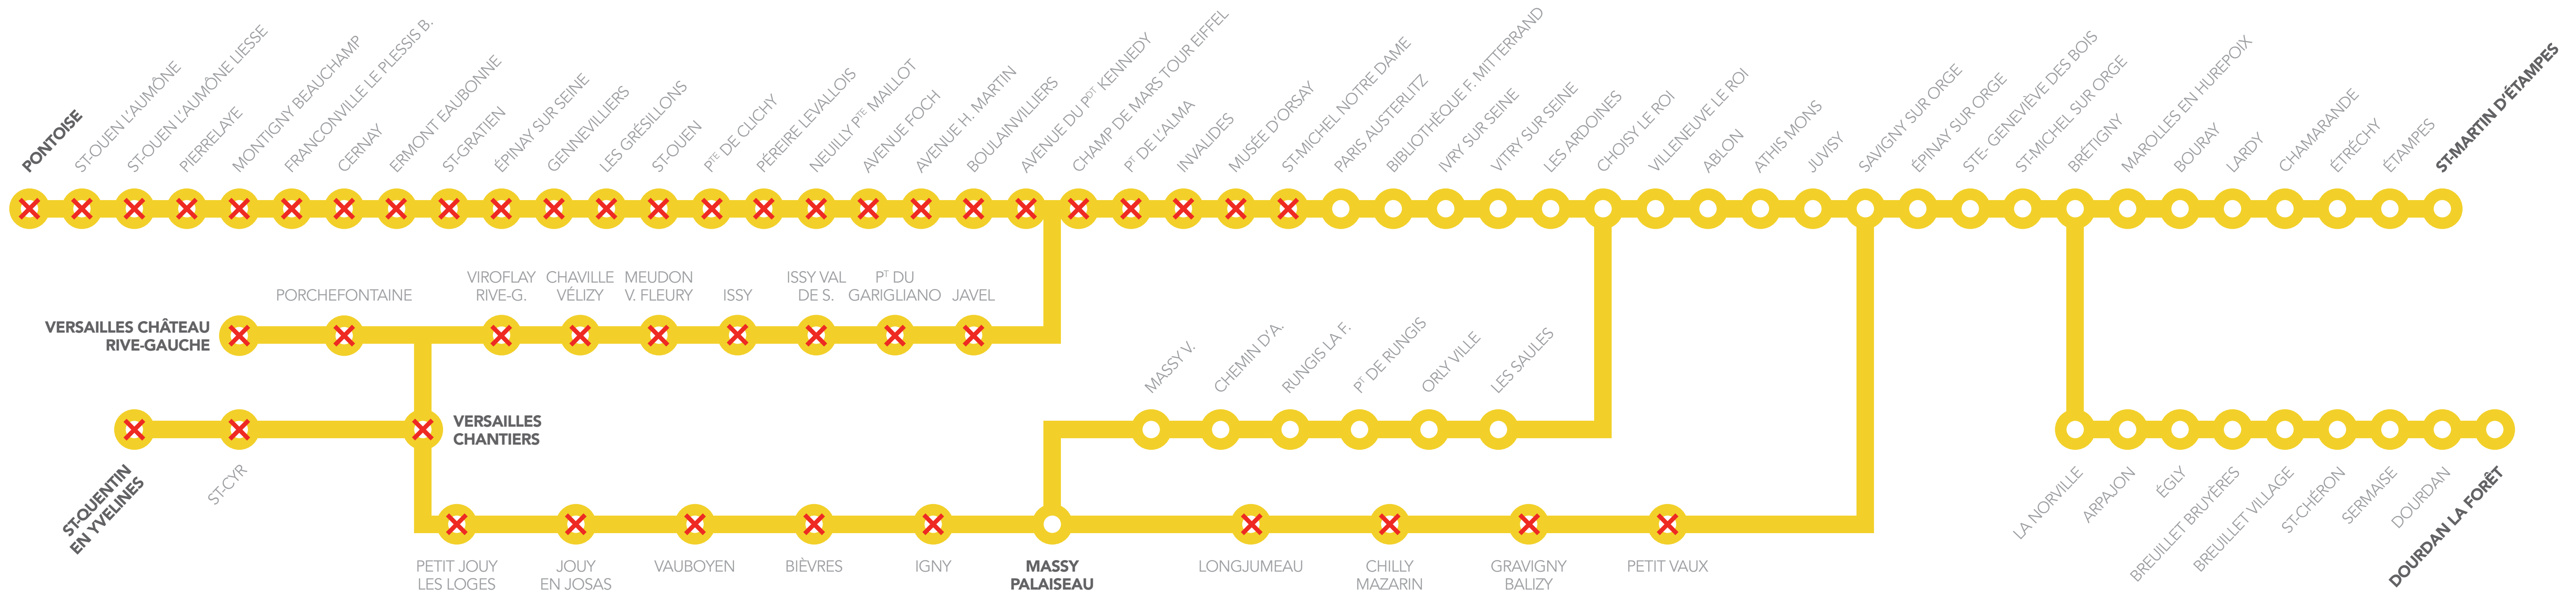 PONTOISE
ST-OUEN L'AUMÔNE
ST-OUEN L'AUMÔNE LIESSE
PIERRELAYE
MONTIGNY BEAUCHAMP
FRANCONVILLE LE PLESSIS B.
CERNAY
ERMONT EAUBONNE
ST-GRATIEN
ÉPINAY SUR SEINE
GENNEVILLIERS
LES GRÉSILLONS
ST-OUEN
PTE DE CLICHY
PÉREIRE LEVALLOIS
NEUILLY PTE MAILLOT
AVENUE FOCH
AVENUE H. MARTIN
BOULAINVILLIERS
AVENUE DU PDT KENNEDY
CHAMP DE MARS TOUR EIFFEL
PT DE L'ALMA
INVALIDES
MUSÉE D'ORSAY
ST-MICHEL NOTRE DAME
PARIS AUSTERLITZ
BIBLIOTHÈQUE F. MITTERRAND
IVRY SUR SEINE
VITRY SUR SEINE
LES ARDOINES
CHOISY LE ROI
VILLENEUVE LE ROI
ABLON
ATHIS MONS
JUVISY
SAVIGNY SUR ORGE
ÉPINAY SUR ORGE
STE- GENEVIÈVE DES BOIS
ST-MICHEL SUR ORGE
BRÉTIGNY
MAROLLES EN HUREPOIX
BOURAY
LARDY
CHAMARANDE
ÉTRÉCHY
ÉTAMPES
ST-MARTIN D'ÉTAMPES
VERSAILLES CHÂTEAU
RIVE-GAUCHE
PORCHEFONTAINE
VIROFLAY
RIVE-G.
CHAVILLE
VÉLIZY
MEUDON
V. FLEURY
ISSY
ISSY VAL
DE S.
PT DU
GARIGLIANO
JAVEL
MASSY V.
CHEMIN D'A.
RUNGIS LA F.
PT DE RUNGIS
ORLY VILLE
LES SAULES
ST-QUENTIN
EN YVELINES
ST-CYR
VERSAILLES
CHANTIERS
LA NORVILLE
ARPAJON
ÉGLY
BREUILLET BRUYÈRES
BREUILLET VILLAGE
ST-CHÉRON
SERMAISE
DOURDAN
DOURDAN LA FORÊT
PETIT JOUY
LES LOGES
JOUY
EN JOSAS
VAUBOYEN
BIÈVRES
IGNY
MASSY
PALAISEAU
LONGJUMEAU
CHILLY
MAZARIN
GRAVIGNY
BALIZY
PETIT VAUX